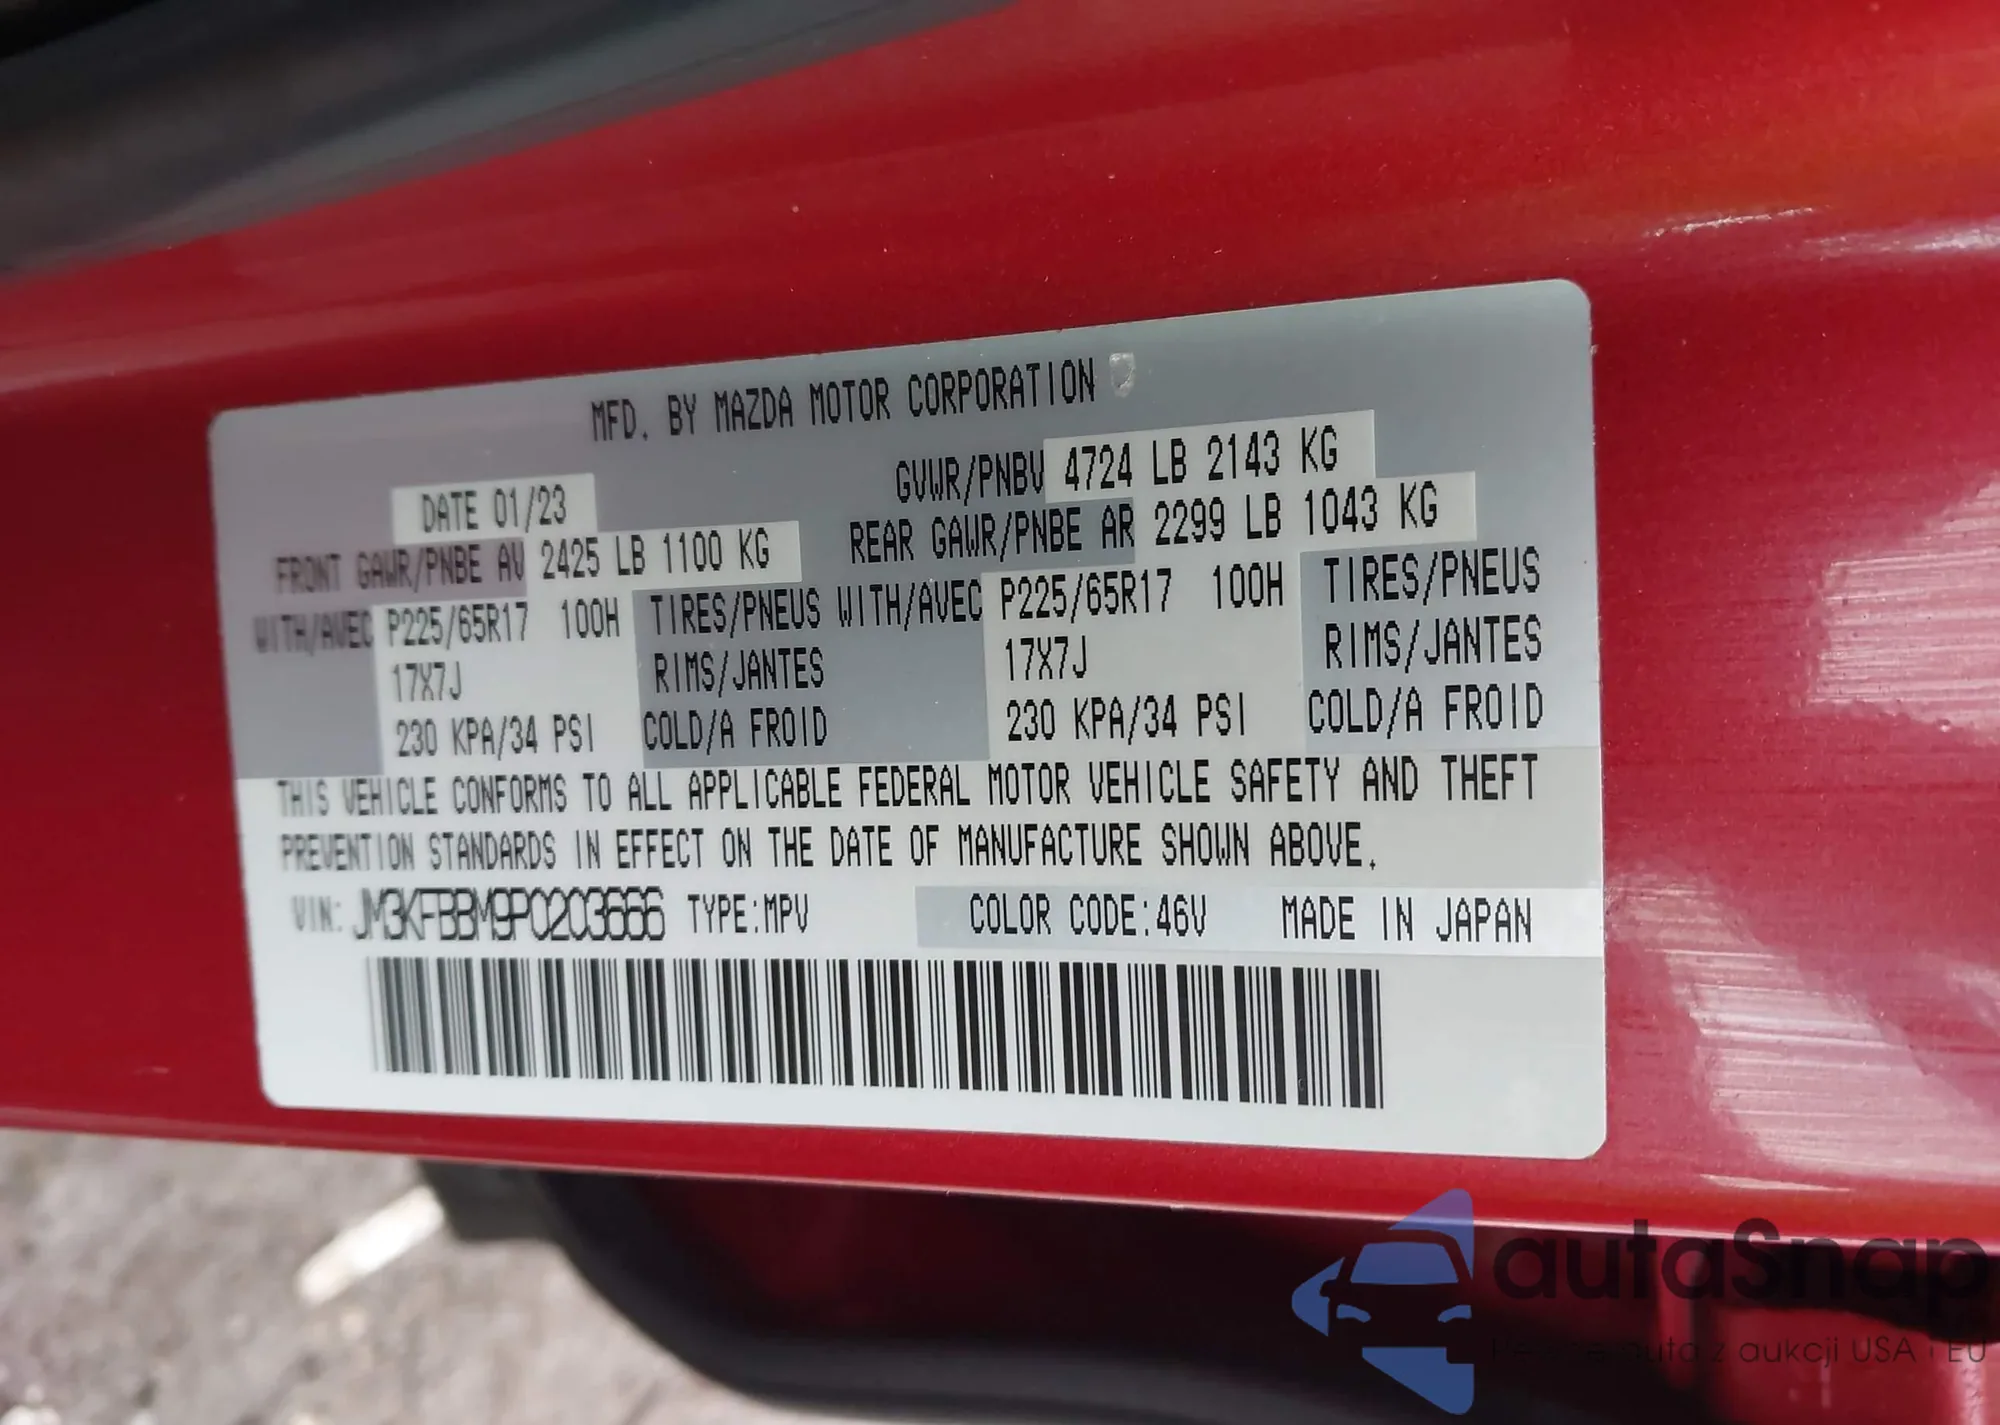 MFD. BY MAZDA MOTOR CORPORATION
DATE 01/23 GVWR/PNBV 4724 LB 2143 KG
FRONT GAWR/PNBE AV 2425 LB 1100 KG REAR GAWR/PNBE AR 2299 LB 1043 KG
WITH/AVEC P225/65R17 100H TIRES/PNEUS WITH/AVEC P225/65R17 100H TIRES/PNEUS
17X7J RIMS/JANTES 17X7J RIMS/JANTES
230 KPA/34 PSI COLD/A FROID 230 KPA/34 PSI COLD/A FROID
THIS VEHICLE CONFORMS TO ALL APPLICABLE FEDERAL MOTOR VEHICLE SAFETY AND THEFT
PREVENTION STANDARDS IN EFFECT ON THE DATE OF MANUFACTURE SHOWN ABOVE.
VIN: JM3KFBBM9P0203666 TYPE:MPV COLOR CODE:46V MADE IN JAPAN
autaSnap
auta z aukcji USA i EU